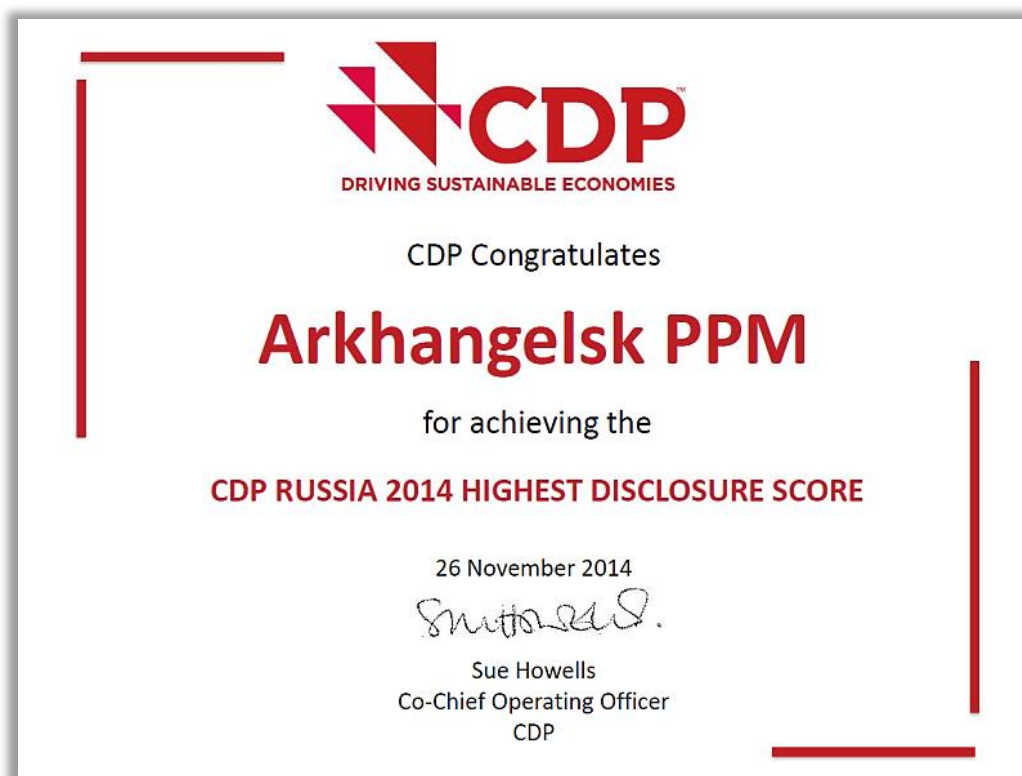 CDP™
DRIVING SUSTAINABLE ECONOMIES
CDP Congratulates
Arkhangelsk PPM
for achieving the
CDP RUSSIA 2014 HIGHEST DISCLOSURE SCORE
26 November 2014
Sue Howells
Co-Chief Operating Officer
CDP